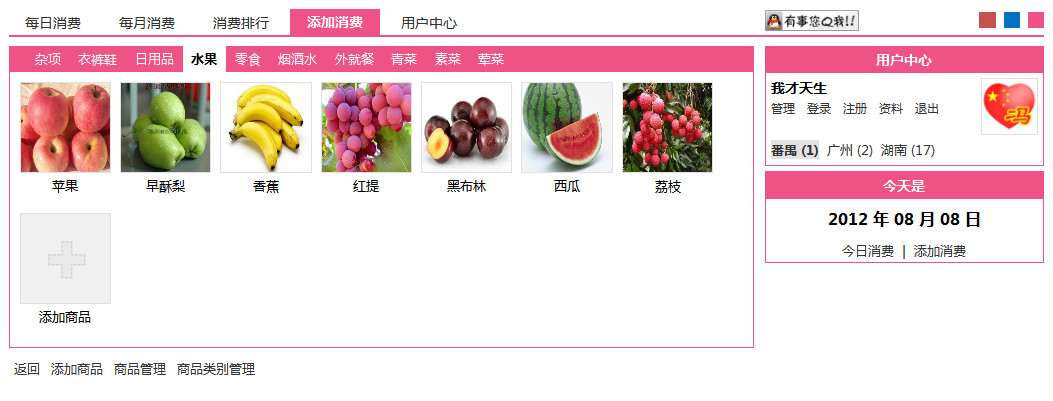 每日消费 每月消费 消费排行 添加消费 用户中心
有事您Q我!!
杂项 衣裤鞋 日用品 水果 零食 烟酒水 外就餐 青菜 素菜 荤菜
苹果 早酥梨 香蕉 红提 黑布林 西瓜 荔枝
添加商品
返回 添加商品 商品管理 商品类别管理
用户中心
我才天生
管理 登录 注册 资料 退出
番禺 (1) 广州 (2) 湖南 (17)
今天是
2012 年 08 月 08 日
今日消费 | 添加消费